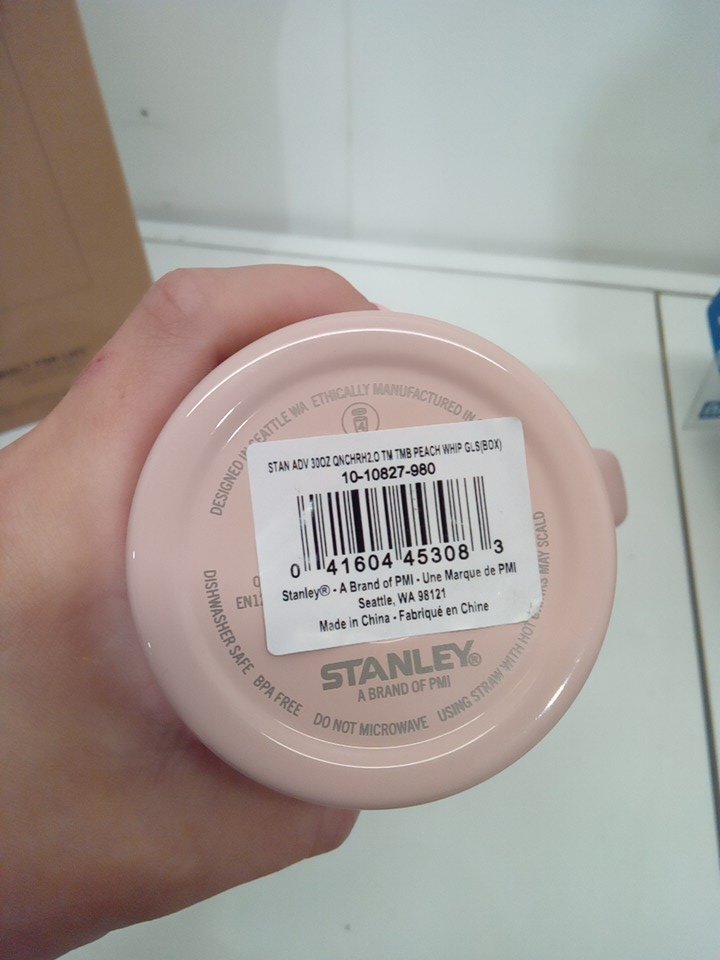 DESIGNED IN SEATTLE WA ETHICALLY MANUFACTURED IN
STAN ADV 30OZ QNCHRH2.O TM TMB PEACH WHIP GLS(BOX)
10-10827-980
0 41604 45308 3
Stanley® - A Brand of PMI - Une Marque de PMI
Seattle, WA 98121
Made in China - Fabriqué en Chine
STANLEY®
A BRAND OF PMI
DISHWASHER SAFE BPA FREE DO NOT MICROWAVE USING STRAW WITH MAY SCALD